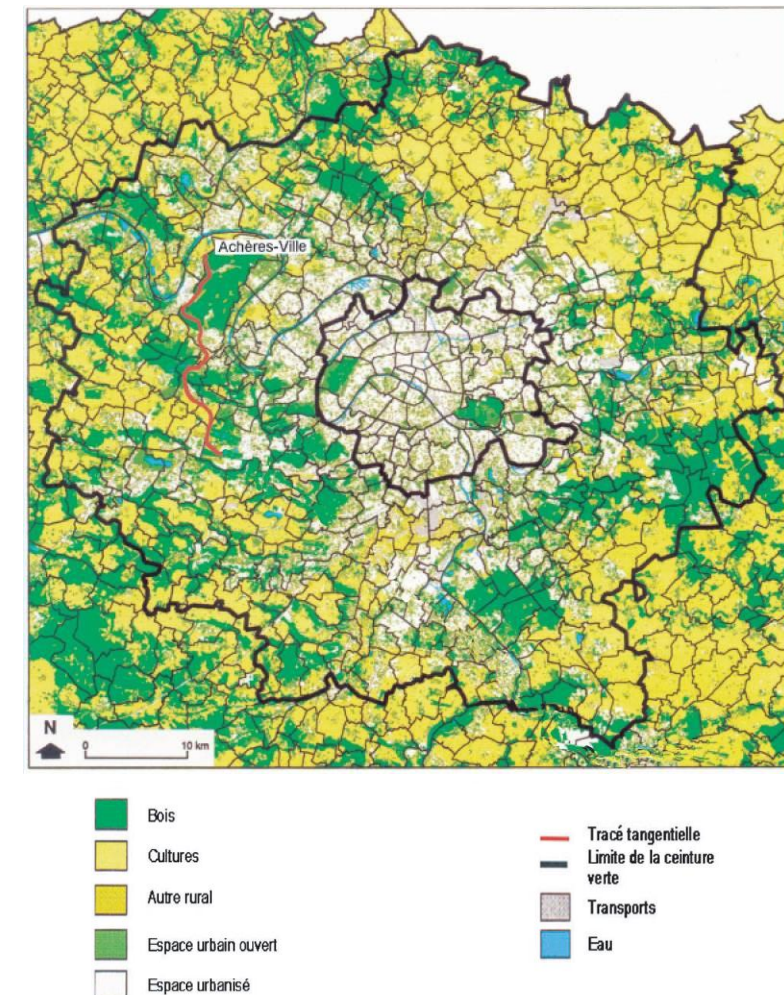 Achères-Ville
N
0 10 km
Bois
Cultures
Autre rural
Espace urbain ouvert
Espace urbanisé
Tracé tangentielle
Limite de la ceinture
verte
Transports
Eau